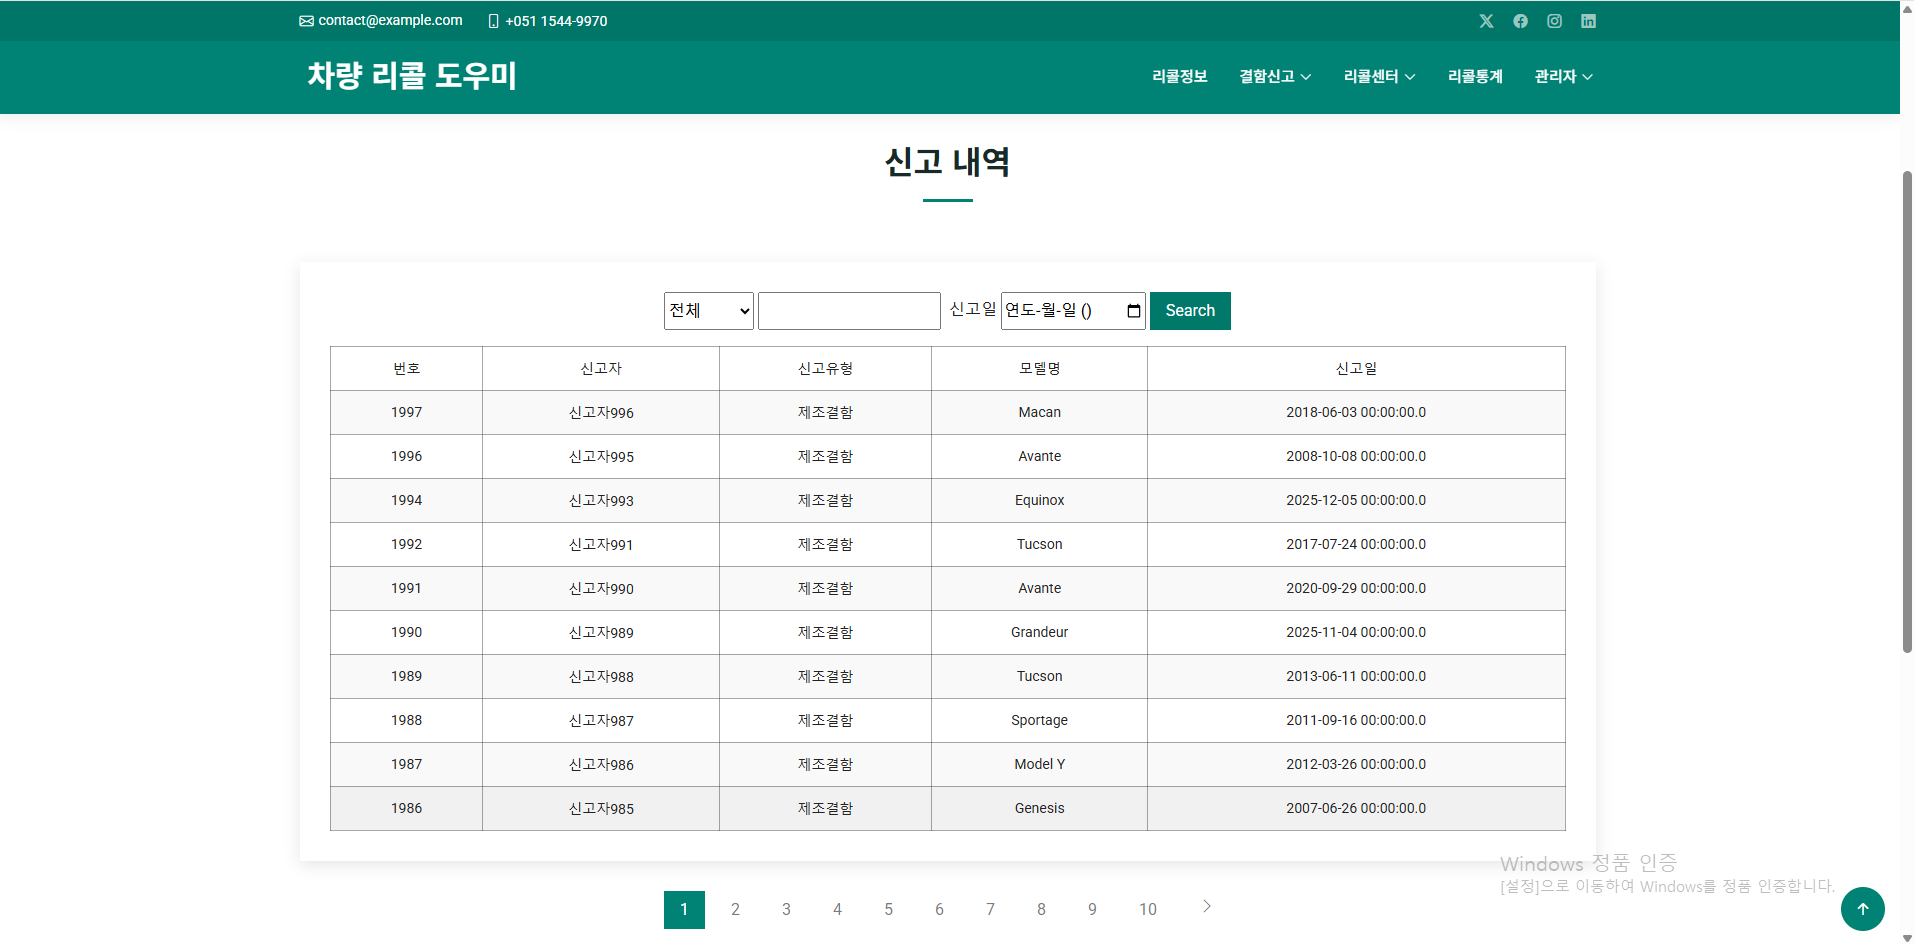 contact@example.com +051 1544-9970
차량 리콜 도우미 리콜정보 결함신고 리콜센터 리콜통계 관리자
신고 내역
전체 신고일 연도-월-일 () Search
번호 신고자 신고유형 모델명 신고일
1997 신고자996 제조결함 Macan 2018-06-03 00:00:00.0
1996 신고자995 제조결함 Avante 2008-10-08 00:00:00.0
1994 신고자993 제조결함 Equinox 2025-12-05 00:00:00.0
1992 신고자991 제조결함 Tucson 2017-07-24 00:00:00.0
1991 신고자990 제조결함 Avante 2020-09-29 00:00:00.0
1990 신고자989 제조결함 Grandeur 2025-11-04 00:00:00.0
1989 신고자988 제조결함 Tucson 2013-06-11 00:00:00.0
1988 신고자987 제조결함 Sportage 2011-09-16 00:00:00.0
1987 신고자986 제조결함 Model Y 2012-03-26 00:00:00.0
1986 신고자985 제조결함 Genesis 2007-06-26 00:00:00.0
Windows 정품 인증
[설정]으로 이동하여 Windows를 정품 인증합니다.
1 2 3 4 5 6 7 8 9 10